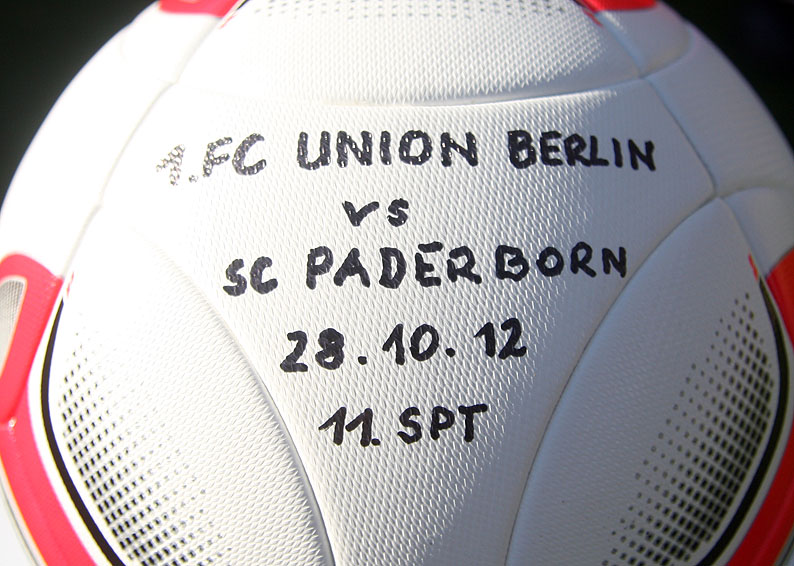 1.FC UNION BERLIN
vs
SC PADERBORN
28.10.12
11. SPT